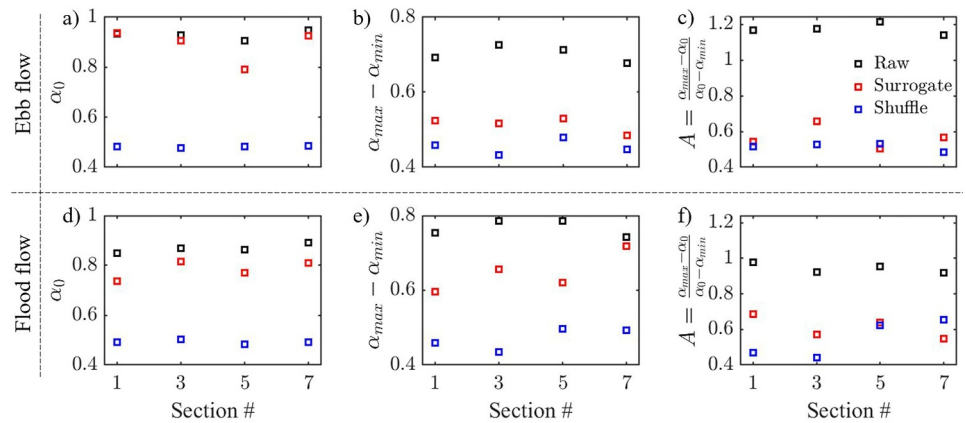 Ebb flow
a)
1
0.8
0.6
0.4
α0
b)
0.8
0.6
0.4
αmax − αmin
c)
1.2
1
0.8
0.6
0.4
A = αmax−α0 / α0−αmin
Raw
Surrogate
Shuffle
Flood flow
d)
1
0.8
0.6
0.4
α0
1 3 5 7
Section #
e)
0.8
0.6
0.4
αmax − αmin
1 3 5 7
Section #
f)
1.2
1
0.8
0.6
0.4
A = αmax−α0 / α0−αmin
1 3 5 7
Section #